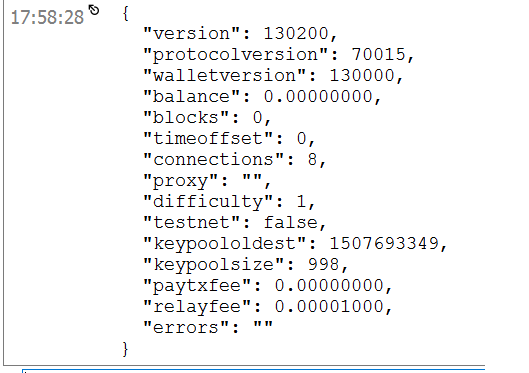 17:58:28 {
"version": 130200,
"protocolversion": 70015,
"walletversion": 130000,
"balance": 0.00000000,
"blocks": 0,
"timeoffset": 0,
"connections": 8,
"proxy": "",
"difficulty": 1,
"testnet": false,
"keypoololdest": 1507693349,
"keypoolsize": 998,
"paytxfee": 0.00000000,
"relayfee": 0.00001000,
"errors": ""
}